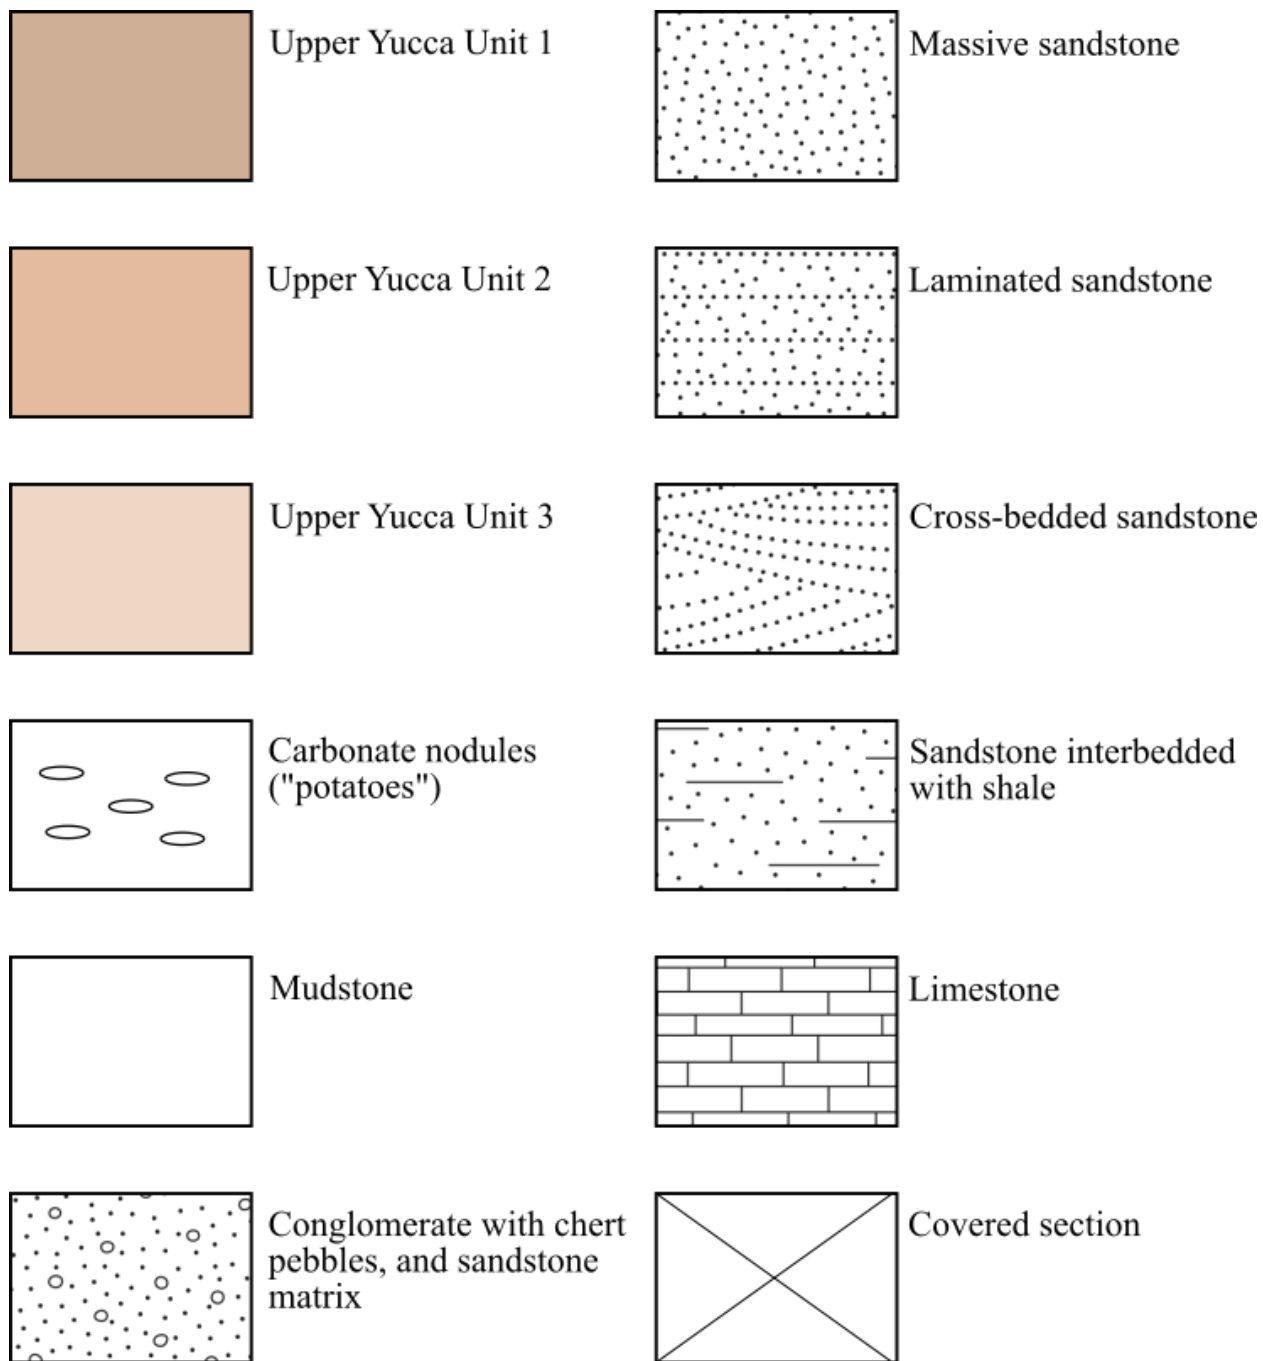 Upper Yucca Unit 1
Massive sandstone
Upper Yucca Unit 2
Laminated sandstone
Upper Yucca Unit 3
Cross-bedded sandstone
Carbonate nodules
("potatoes")
Sandstone interbedded
with shale
Mudstone
Limestone
Conglomerate with chert
pebbles, and sandstone
matrix
Covered section